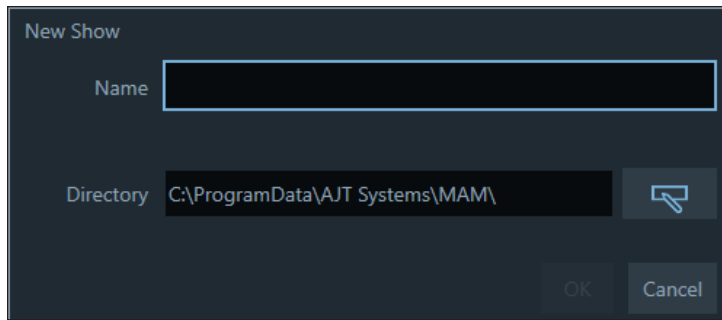 New Show
Name
Directory C:\ProgramData\AJT Systems\MAM\
OK Cancel